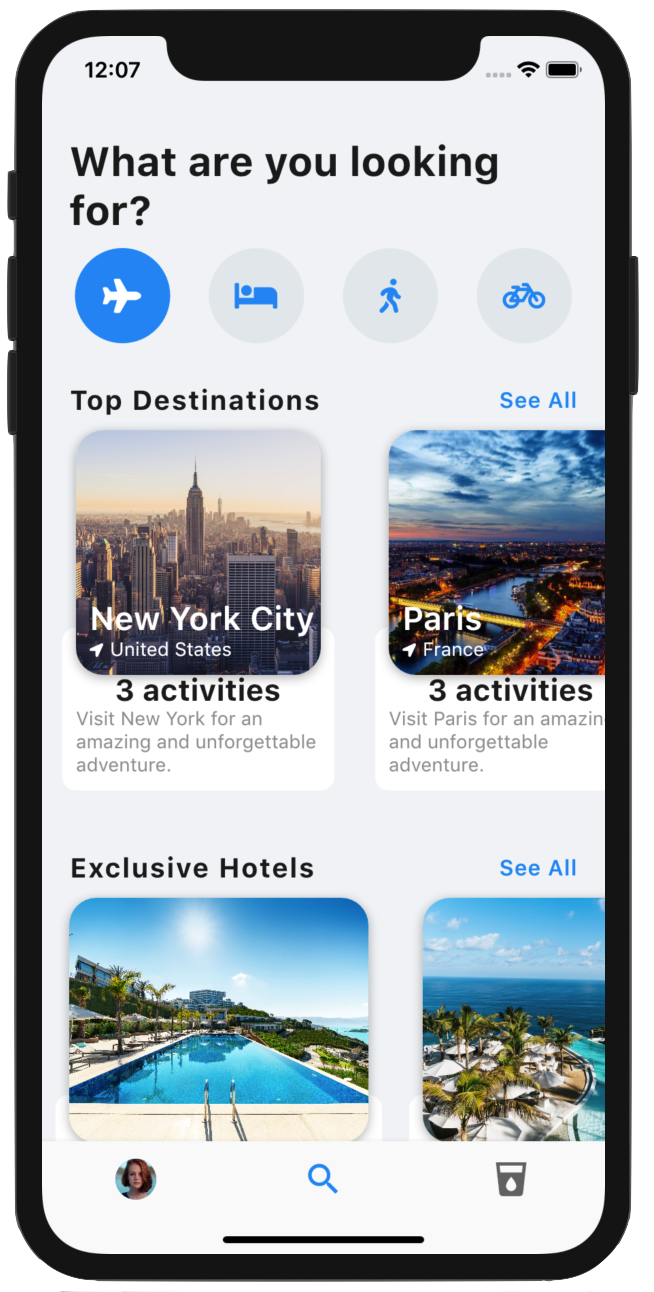 12:07
What are you looking
for?
Top Destinations
See All
New York City
United States
3 activities
Visit New York for an
amazing and unforgettable
adventure.
Paris
France
3 activities
Visit Paris for an amazin
and unforgettable
adventure.
Exclusive Hotels
See All